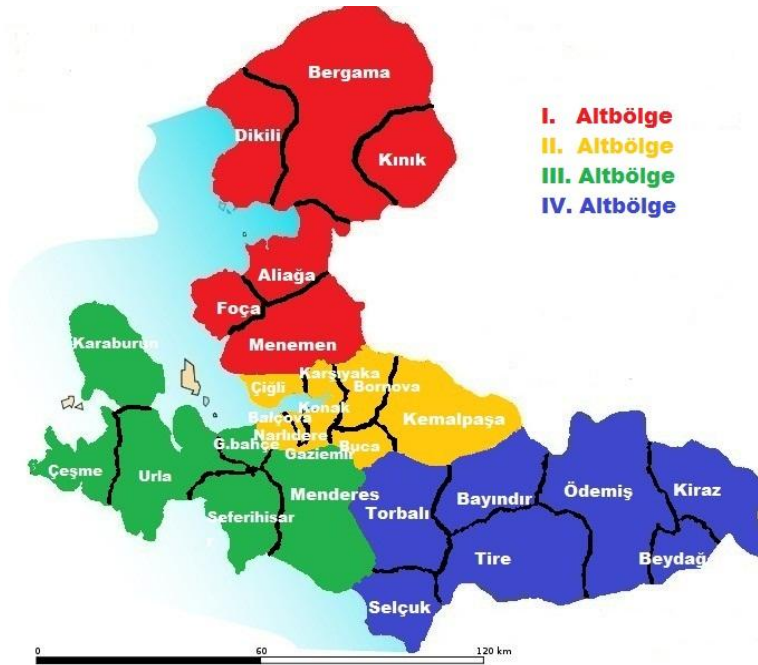 Bergama
Dikili
Kınık
I. Altbölge
II. Altbölge
III. Altbölge
IV. Altbölge
Aliağa
Foça
Menemen
Karaburun
Karşıyaka
Çiğli
Bornova
Konak
Balçova
Kemalpaşa
Narlıdere
G.bahçe
Buca
Gaziemir
Çeşme
Urla
Menderes
Seferihisar
Torbalı
Bayındır
Ödemiş
Kiraz
Tire
Beydağ
Selçuk
0 60 120 km